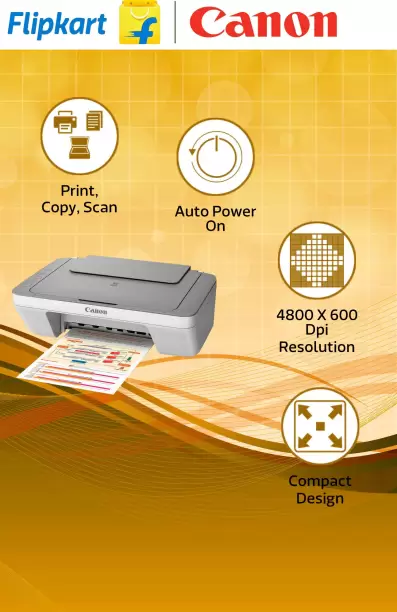 Flipkart
Canon
Print,
Copy, Scan
Auto Power
On
Canon
4800 X 600
Dpi
Resolution
Compact
Design